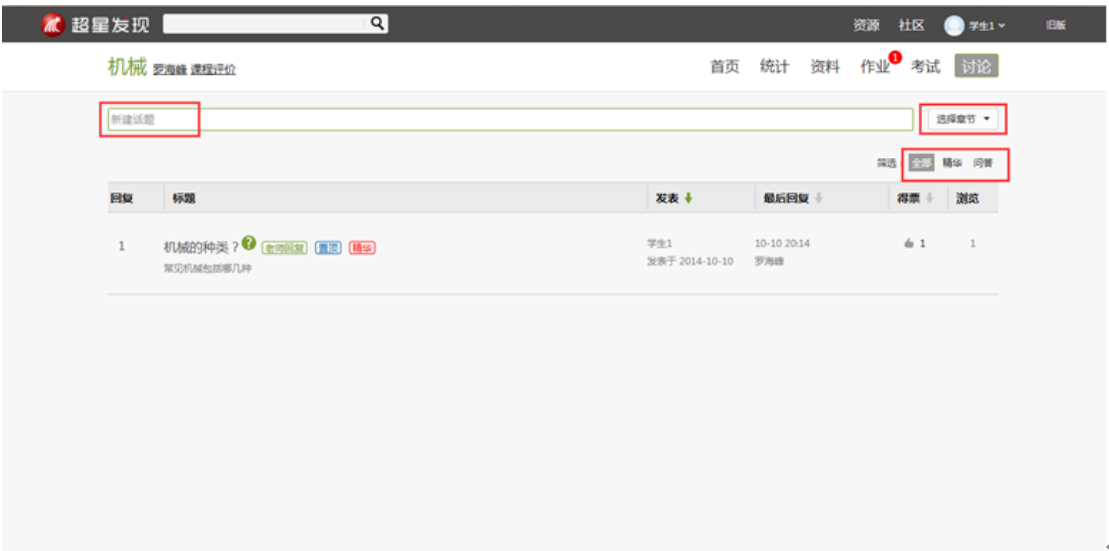 超星发现 资源 社区 学生1 旧版
机械 罗海峰 课程评价 首页 统计 资料 作业 1 考试 讨论
新建话题 选择章节
筛选: 全部 精华 问答
回复 标题 发表 最后回复 得票 浏览
1 机械的种类? ? 老师回复 置顶 精华 学生1 10-10 20:14 1 1
常见机械包括哪几种 发表于 2014-10-10 罗海峰